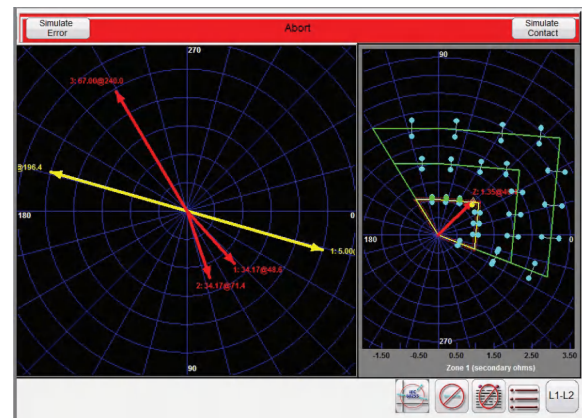 Simulate
Error
Abort
Simulate
Contact
270
3: 67.00@240.0
196.4
180
0
1: 5.00
1: 34.17@48.6
2: 34.17@71.4
90
90
180
0
270
-1.50 -0.50 0.50 1.50 2.50 3.50
Zone 1 (secondary ohms)
L1-L2